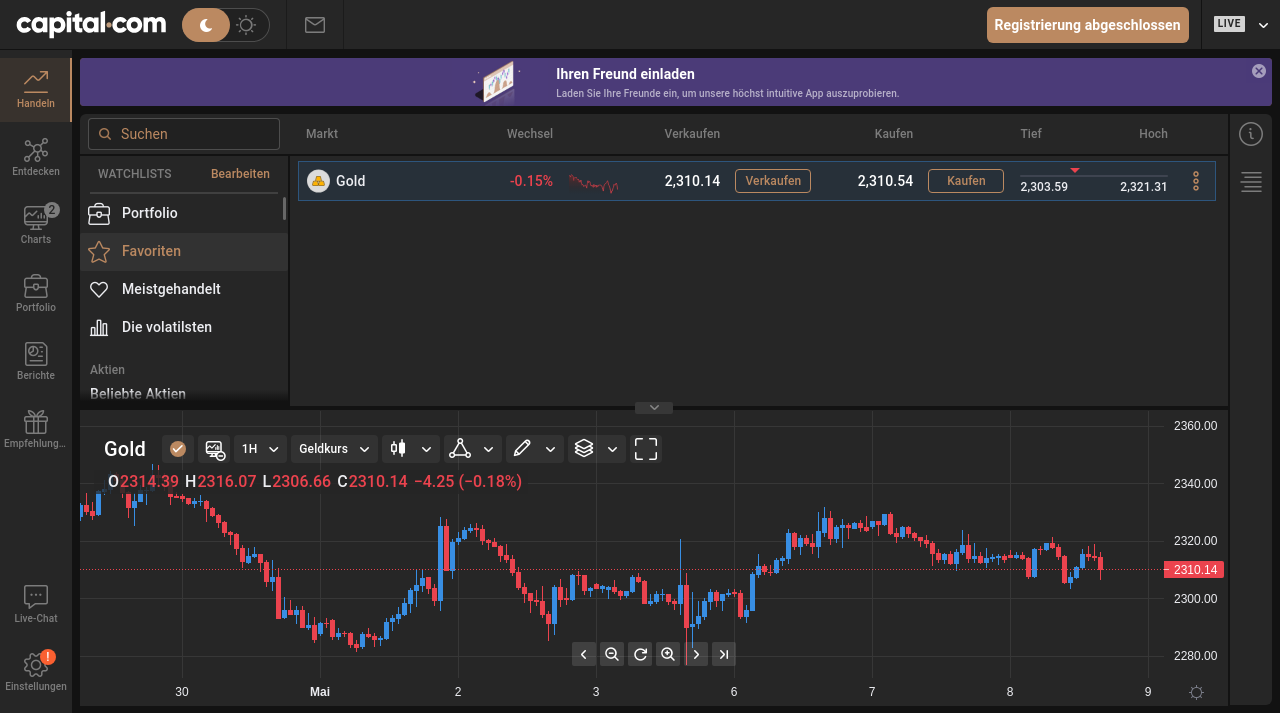 capital.com
Registrierung abgeschlossen
LIVE
Ihren Freund einladen
Laden Sie Ihre Freunde ein, um unsere höchst intuitive App auszuprobieren.
Handeln
Entdecken
2
Charts
Portfolio
Berichte
Empfehlung...
Live-Chat
!
Einstellungen
Suchen
Markt Wechsel Verkaufen Kaufen Tief Hoch
WATCHLISTS Bearbeiten
Portfolio
Favoriten
Meistgehandelt
Die volatilsten
Aktien
Beliebte Aktien
Gold -0.15% 2,310.14 Verkaufen 2,310.54 Kaufen 2,303.59 2,321.31
Gold 1H Geldkurs
O2314.39 H2316.07 L2306.66 C2310.14 −4.25 (−0.18%)
2360.00
2340.00
2320.00
2310.14
2300.00
2280.00
30 Mai 2 3 6 7 8 9